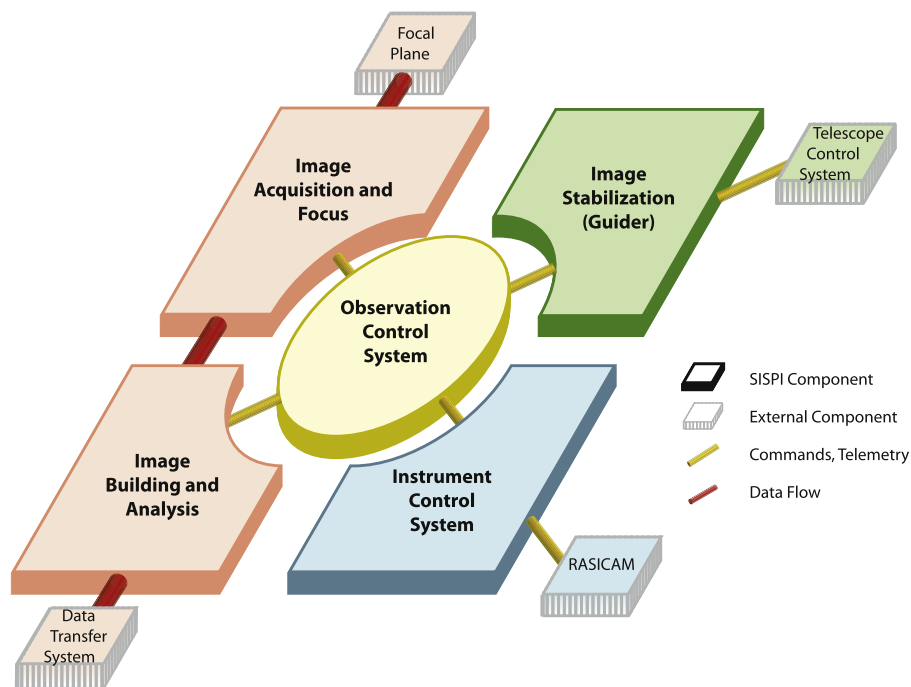 Focal
Plane
Image
Acquisition and
Focus
Image
Stabilization
(Guider)
Telescope
Control
System
Observation
Control
System
Image
Building and
Analysis
Instrument
Control
System
RASICAM
Data
Transfer
System
SISPI Component
External Component
Commands, Telemetry
Data Flow